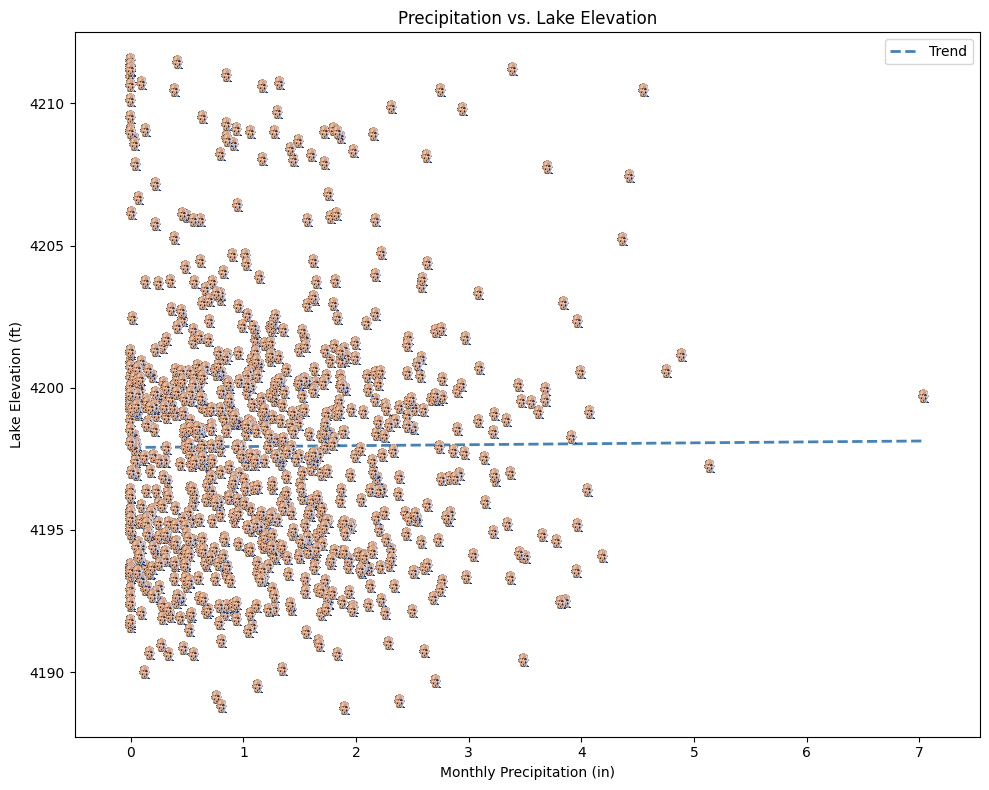 Precipitation vs. Lake Elevation
Trend
Lake Elevation (ft)
4210
4205
4200
4195
4190
0 1 2 3 4 5 6 7
Monthly Precipitation (in)